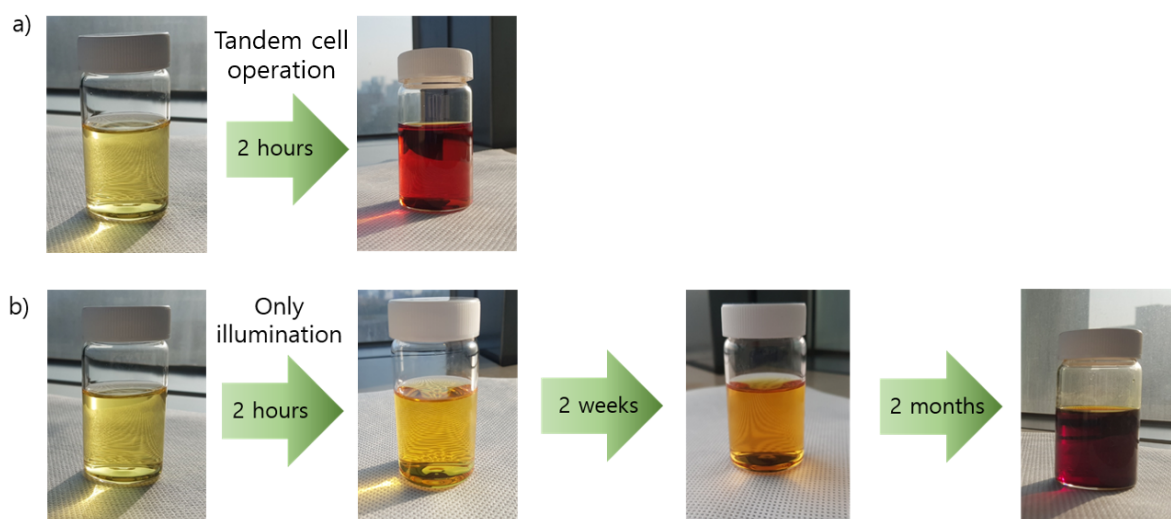 a)
Tandem cell
operation
2 hours
b)
Only
illumination
2 hours
2 weeks
2 months